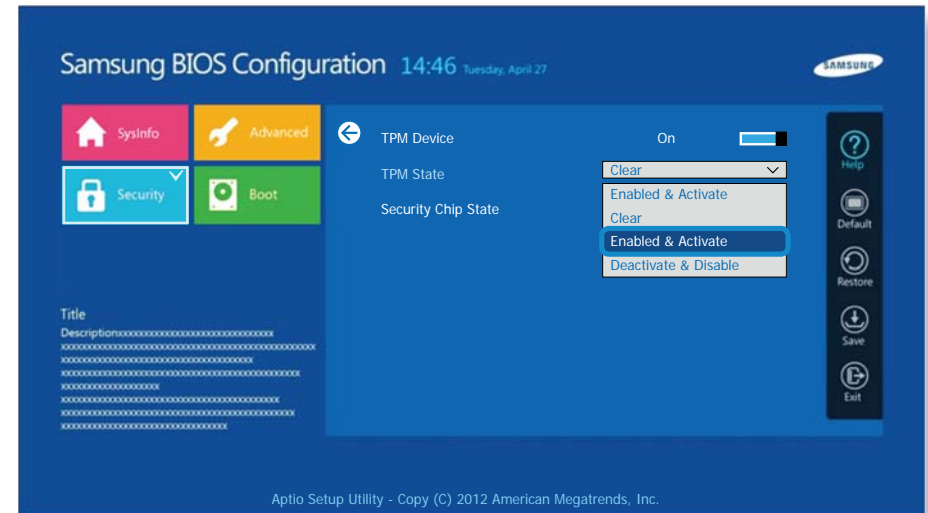 Samsung BIOS Configuration 14:46 Tuesday, April 27
SAMSUNG
SysInfo
Advanced
Security
Boot
TPM Device On
TPM State Clear
Security Chip State
Enabled & Activate
Clear
Enabled & Activate
Deactivate & Disable
Help
Default
Restore
Save
Exit
Title
Descriptionxxxxxxxxxxxxxxxxxxxxxxxxxxxxx
Aptio Setup Utility - Copy (C) 2012 American Megatrends, Inc.